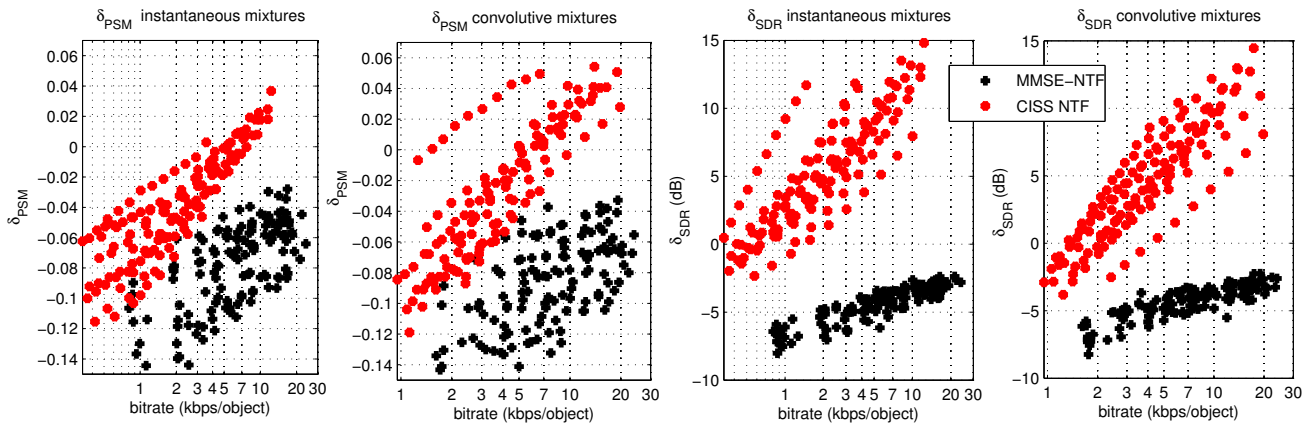 δPSM instantaneous mixtures
0.06
0.04
0.02
0
−0.02
−0.04
−0.06
−0.08
−0.1
−0.12
−0.14
δPSM
1 2 3 4 5 7 10 20 30
bitrate (kbps/object)
δPSM convolutive mixtures
0.06
0.04
0.02
0
−0.02
−0.04
−0.06
−0.08
−0.1
−0.12
−0.14
δPSM
1 2 3 4 5 7 10 20 30
bitrate (kbps/object)
δSDR instantaneous mixtures
15
10
5
0
−5
−10
δSDR (dB)
1 2 3 4 5 7 10 20 30
bitrate (kbps/object)
δSDR convolutive mixtures
15
MMSE−NTF
CISS NTF
5
0
−5
−10
δSDR (dB)
1 2 3 4 5 7 10 20 30
bitrate (kbps/object)